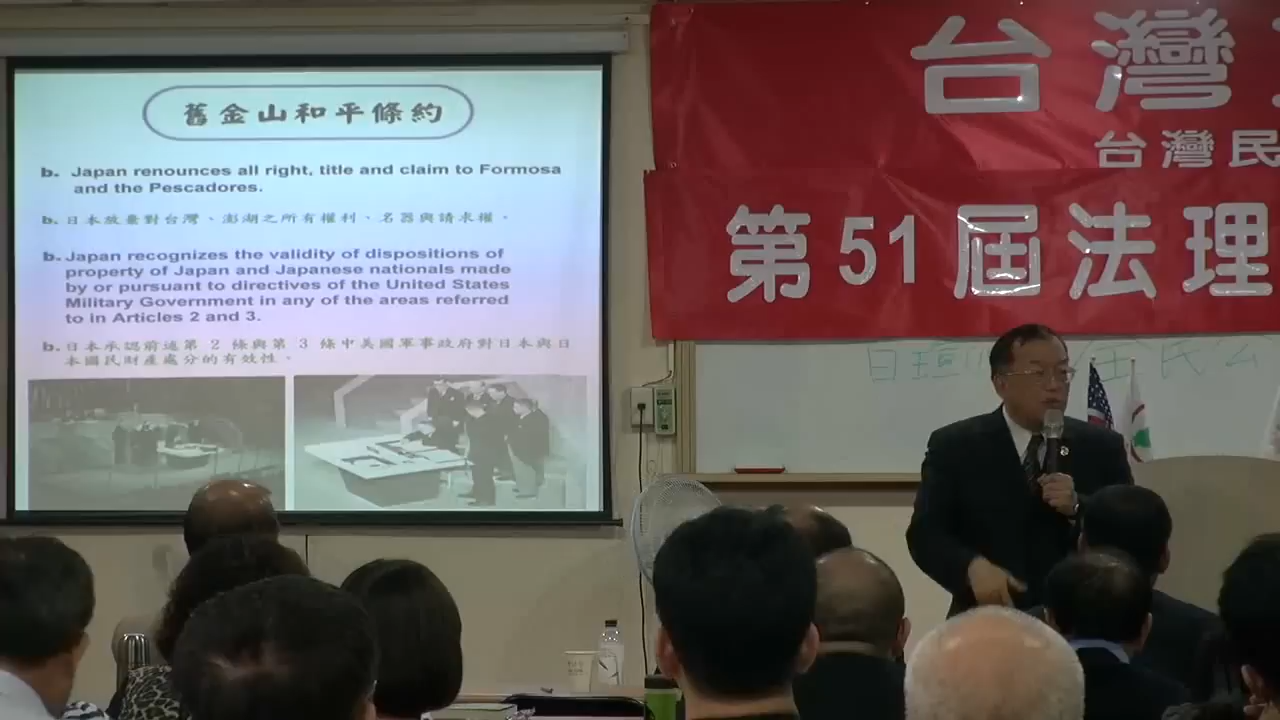 舊金山和平條約
b. Japan renounces all right, title and claim to Formosa
and the Pescadores.
b. 日本放棄對台灣、澎湖之所有權利、名器與請求權。
b. Japan recognizes the validity of dispositions of
property of Japan and Japanese nationals made
by or pursuant to directives of the United States
Military Government in any of the areas referred
to in Articles 2 and 3.
b. 日本承認前述第 2 條與第 3 條中美國軍事政府對日本與日
本國民財產處分的有效性。
台灣
台灣民
第51屆法理
住民公